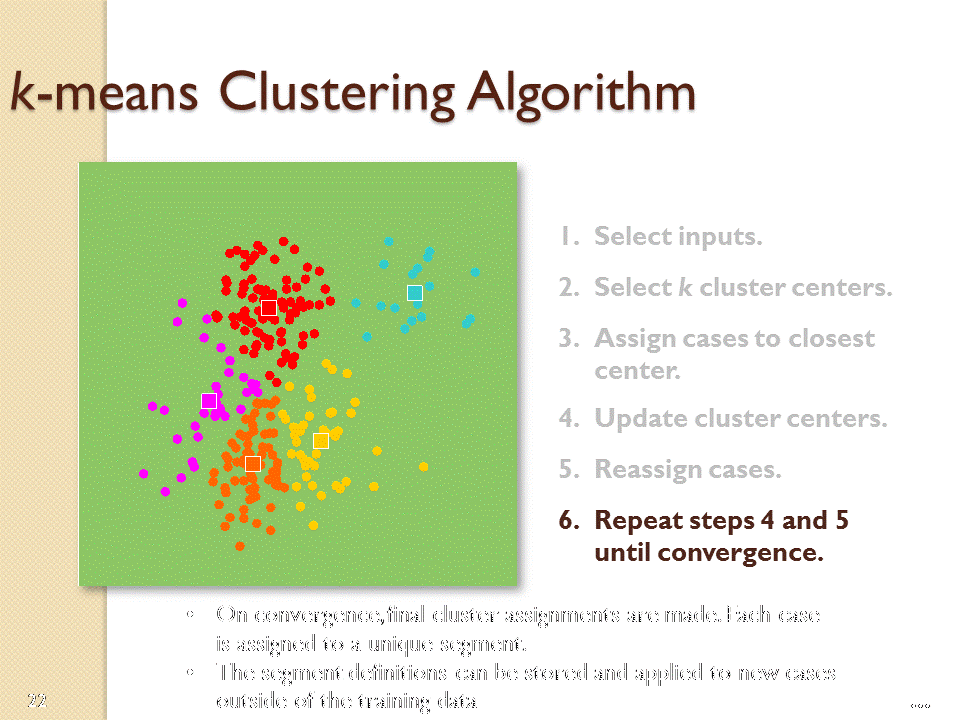 k-means Clustering Algorithm
1. Select inputs.
2. Select k cluster centers.
3. Assign cases to closest
center.
4. Update cluster centers.
5. Reassign cases.
6. Repeat steps 4 and 5
until convergence.
• On convergence, final cluster assignments are made. Each case
is assigned to a unique segment.
• The segment definitions can be stored and applied to new cases
outside of the training data
22
...